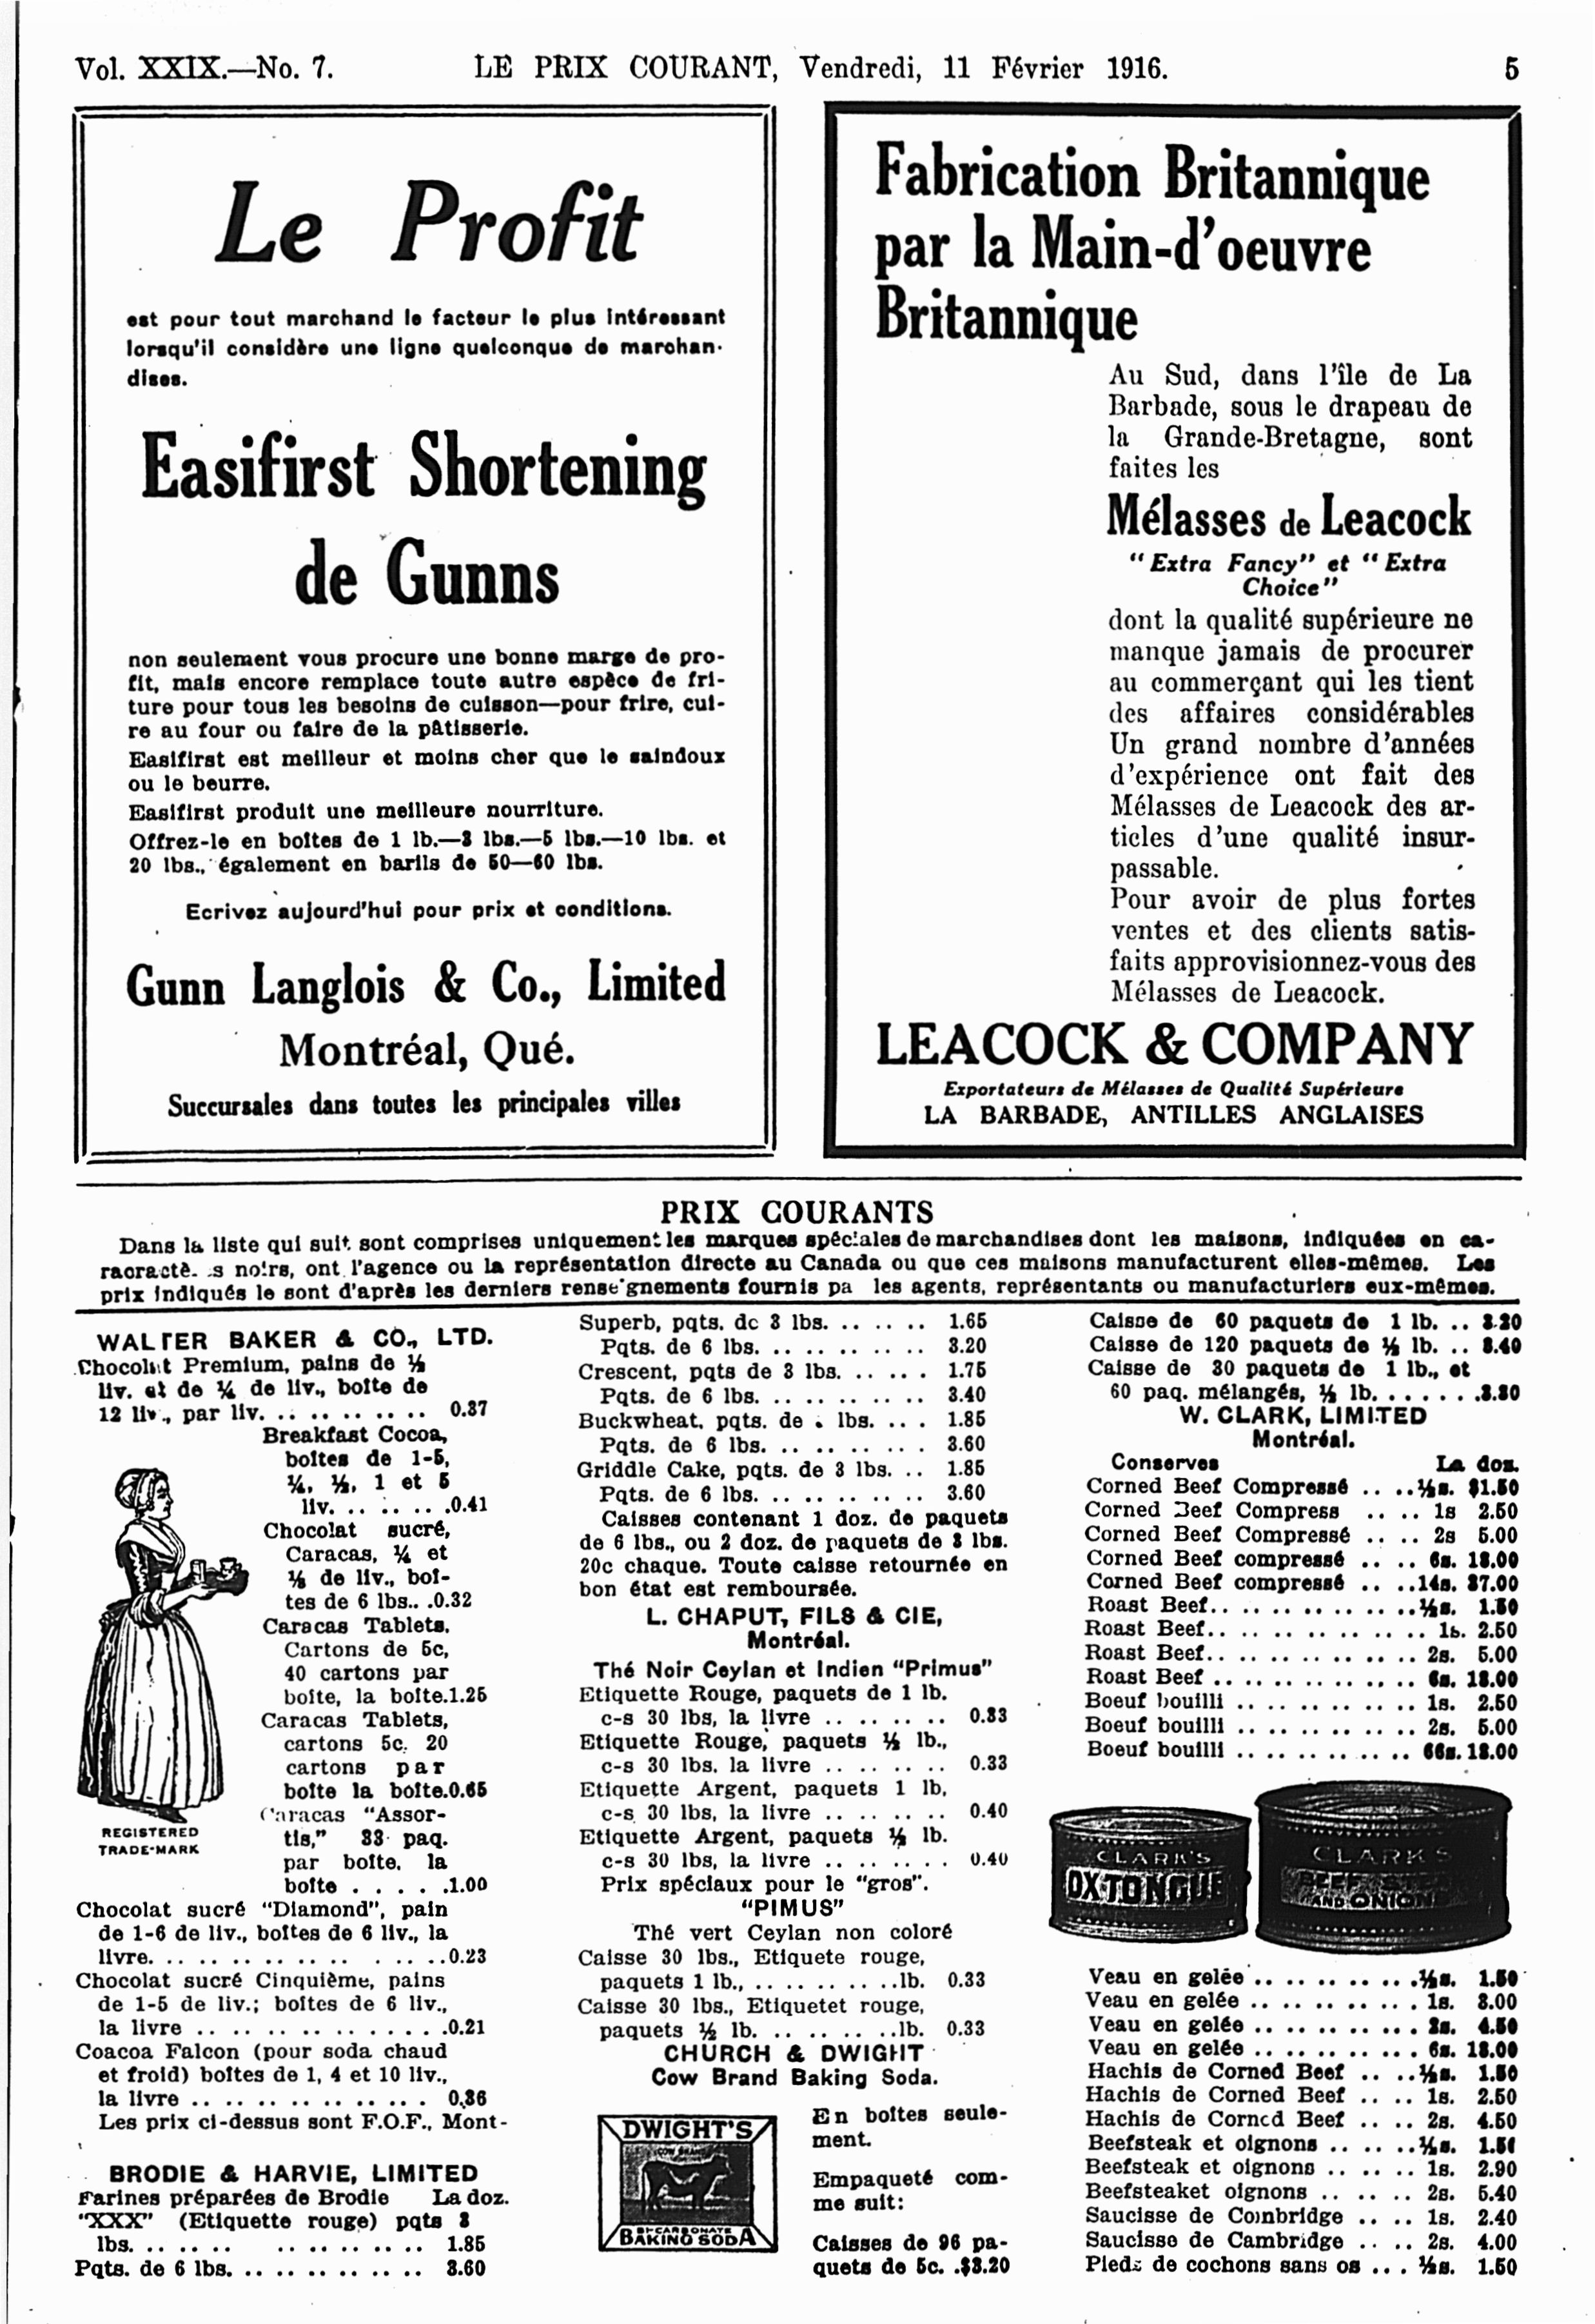 Vol. XXIX.—No. 7.
LE PRIX COURANT, Vendredi, 11 Février 1916.
5
Le Profit
est pour tout marchand le facteur le plus intéressant
lorsqu'il considère une ligne quelconque de marchan-
dises.
Easifirst Shortening
de Gunns
non seulement vous procure une bonne marge de pro-
fit, mais encore remplace toute autre espèce de fri-
ture pour tous les besoins de cuisson—pour frire, cui-
re au four ou faire de la pâtisserie.
Easifirst est meilleur et moins cher que le saindoux
ou le beurre.
Easifirst produit une meilleure nourriture.
Offrez-le en boîtes de 1 lb.—3 lbs.—5 lbs.—10 lbs. et
20 lbs., également en barils de 50—60 lbs.
Ecrivez aujourd'hui pour prix et conditions.
Gunn Langlois & Co., Limited
Montréal, Qué.
Succursales dans toutes les principales villes
Fabrication Britannique
par la Main-d'oeuvre
Britannique
Au Sud, dans l'île de La
Barbade, sous le drapeau de
la Grande-Bretagne, sont
faites les
Mélasses de Leacock
"Extra Fancy" et "Extra
Choice"
dont la qualité supérieure ne
manque jamais de procurer
au commerçant qui les tient
des affaires considérables
Un grand nombre d'années
d'expérience ont fait des
Mélasses de Leacock des ar-
ticles d'une qualité insur-
passable.
Pour avoir de plus fortes
ventes et des clients satis-
faits approvisionnez-vous des
Mélasses de Leacock.
LEACOCK & COMPANY
Exportateurs de Mélasses de Qualité Supérieure
LA BARBADE, ANTILLES ANGLAISES
PRIX COURANTS
Dans la liste qui suit sont comprises uniquement les marques spéciales de marchandises dont les maisons, indiquées en ca-
noirs, ont l'agence ou la représentation directe au Canada ou que ces maisons manufacturent elles-mêmes. Les
prix indiqués le sont d'après les derniers renseignements fournis pa les agents, représentants ou manufacturiers eux-mêmes.
WALTER BAKER & CO., LTD.
Chocolat Premium, pains de ½
liv. et de ¼ de liv., boîte de
12 liv., par liv. .. .. .. .. .. 0.37
Breakfast Cocoa,
boîtes de 1-5,
¼, ½, 1 et 5
liv. .. .. .. .0.41
Chocolat sucré,
Caracas, ¼ et
⅛ de liv., boî-
tes de 6 lbs.. .0.32
Caracas Tablets.
Cartons de 5c,
40 cartons par
boîte, la boîte.1.25
Caracas Tablets,
cartons 5c. 20
cartons par
boîte la boîte.0.65
Caracas "Assor-
tis," 33 paq.
par boîte, la
boîte . . . . .1.00
REGISTERED
TRADE-MARK
Chocolat sucré "Diamond", pain
de 1-6 de liv., boîtes de 6 liv., la
livre. .. .. .. .. .. .. .. ..0.23
Chocolat sucré Cinquième, pains
de 1-5 de liv.; boîtes de 6 liv.,
la livre .. .. .. .. .. .. .. .0.21
Coacoa Falcon (pour soda chaud
et froid) boîtes de 1, 4 et 10 liv.,
la livre .. .. .. .. .. .. .. 0.36
Les prix ci-dessus sont F.O.F., Mont-
BRODIE & HARVIE, LIMITED
Farines préparées de Brodie La doz.
"XXX" (Etiquette rouge) pqts 3
lbs. .. .. .. .. .. .. .. .. 1.85
Pqts. de 6 lbs. .. .. .. .. .. 3.60
Superb, pqts. de 3 lbs. .. .. .. 1.65
Pqts. de 6 lbs. .. .. .. .. .. 3.20
Crescent, pqts de 3 lbs. .. .. . 1.75
Pqts. de 6 lbs. .. .. .. .. .. 3.40
Buckwheat. pqts. de lbs. .. . 1.85
Pqts. de 6 lbs. .. .. .. .. . 3.60
Griddle Cake, pqts. de 3 lbs. .. 1.85
Pqts. de 6 lbs. .. .. .. .. .. 3.60
Caisses contenant 1 doz. de paquets
de 6 lbs., ou 2 doz. de paquets de 3 lbs.
20c chaque. Toute caisse retournée en
bon état est remboursée.
L. CHAPUT, FILS & CIE,
Montréal.
Thé Noir Ceylan et Indien "Primus"
Etiquette Rouge, paquets de 1 lb.
c-s 30 lbs, la livre .. .. .. .. 0.33
Etiquette Rouge, paquets ½ lb.,
c-s 30 lbs. la livre .. .. .. .. 0.33
Etiquette Argent, paquets 1 lb,
c-s 30 lbs, la livre .. .. .. .. 0.40
Etiquette Argent, paquets ½ lb.
c-s 30 lbs, la livre .. .. .. .. 0.40
Prix spéciaux pour le "gros".
"PIMUS"
Thé vert Ceylan non coloré
Caisse 30 lbs., Etiquete rouge,
paquets 1 lb., .. .. .. .. ..lb. 0.33
Caisse 30 lbs., Etiquetet rouge,
paquets ½ lb. .. .. .. .. ..lb. 0.33
CHURCH & DWIGHT
Cow Brand Baking Soda.
DWIGHT'S
COW BRAND
BI-CARBONATE
BAKING SODA
En boîtes seule-
ment.
Empaqueté com-
me suit:
Caisses de 96 pa-
quets de 5c. .$3.20
Caisse de 60 paquets de 1 lb. .. 3.20
Caisse de 120 paquets de ½ lb. .. 3.40
Caisse de 30 paquets de 1 lb., et
60 paq. mélangés, ½ lb. . . . . . .3.30
W. CLARK, LIMITED
Montréal.
Conserves La doz.
Corned Beef Compressé .. ..½s. $1.50
Corned Beef Compress .. .. 1s 2.50
Corned Beef Compressé .. .. 2s 5.00
Corned Beef compressé .. .. 6s. 18.00
Corned Beef compressé .. ..14s. 37.00
Roast Beef.. .. .. .. .. .. ..½s. 1.50
Roast Beef.. .. .. .. .. .. .. 1s. 2.50
Roast Beef.. .. .. .. .. .. .. 2s. 5.00
Roast Beef .. .. .. .. .. .. .. 6s. 18.00
Boeuf bouilli .. .. .. .. .. .. 1s. 2.50
Boeuf bouilli .. .. .. .. .. .. 2s. 5.00
Boeuf bouilli .. .. .. .. .. .. 66s. 18.00
CLARK'S
OX TONGUE
CLARK'S
BEEF STEAK
AND ONIONS
Veau en gelée .. .. .. .. .. ..½s. 1.50
Veau en gelée .. .. .. .. .. .. 1s. 3.00
Veau en gelée .. .. .. .. .. .. 2s. 4.50
Veau en gelée .. .. .. .. .. .. 6s. 18.00
Hachis de Corned Beef .. ..½s. 1.50
Hachis de Corned Beef .. .. 1s. 2.50
Hachis de Corned Beef .. .. 2s. 4.50
Beefsteak et oignons .. .. ..½s.
Beefsteak et oignons .. .. .. 1s. 2.90
Beefsteaket oignons .. .. .. 2s. 5.40
Saucisse de Combridge .. .. 1s. 2.40
Saucisse de Cambridge .. .. 2s. 4.00
Pieds de cochons sans os .. . ½s. 1.50